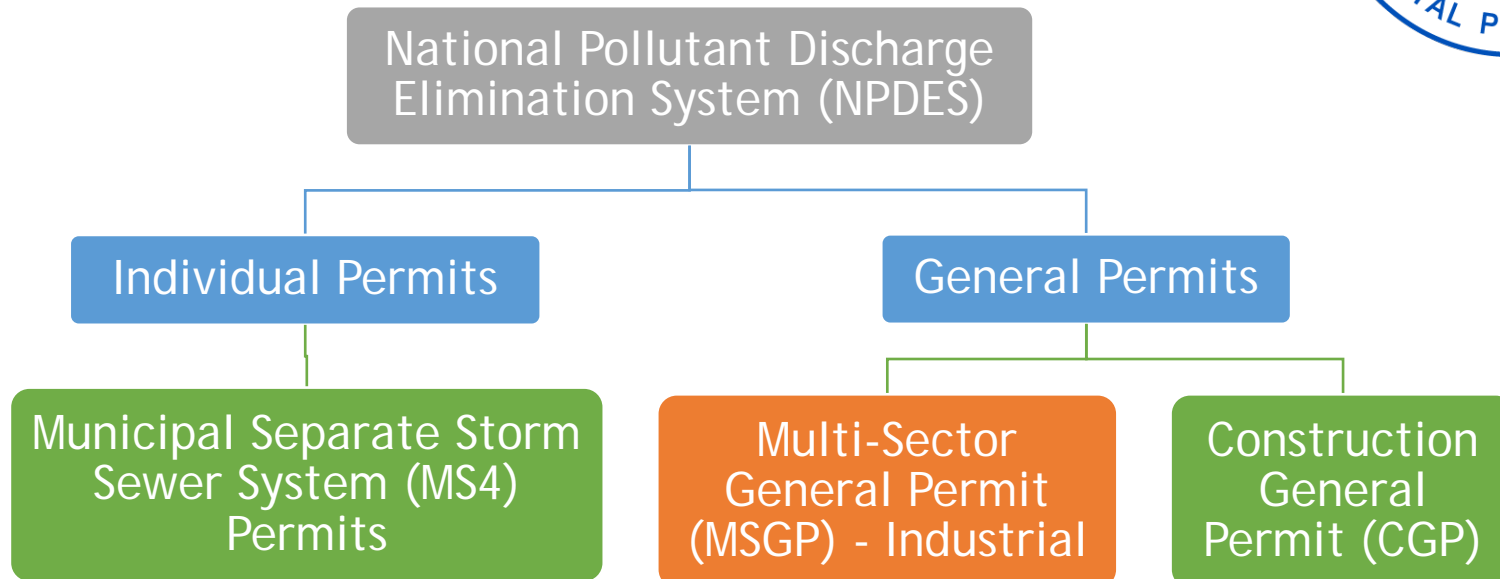 National Pollutant Discharge
Elimination System (NPDES)
Individual Permits
General Permits
Municipal Separate Storm
Sewer System (MS4)
Permits
Multi-Sector
General Permit
(MSGP) - Industrial
Construction
General
Permit (CGP)